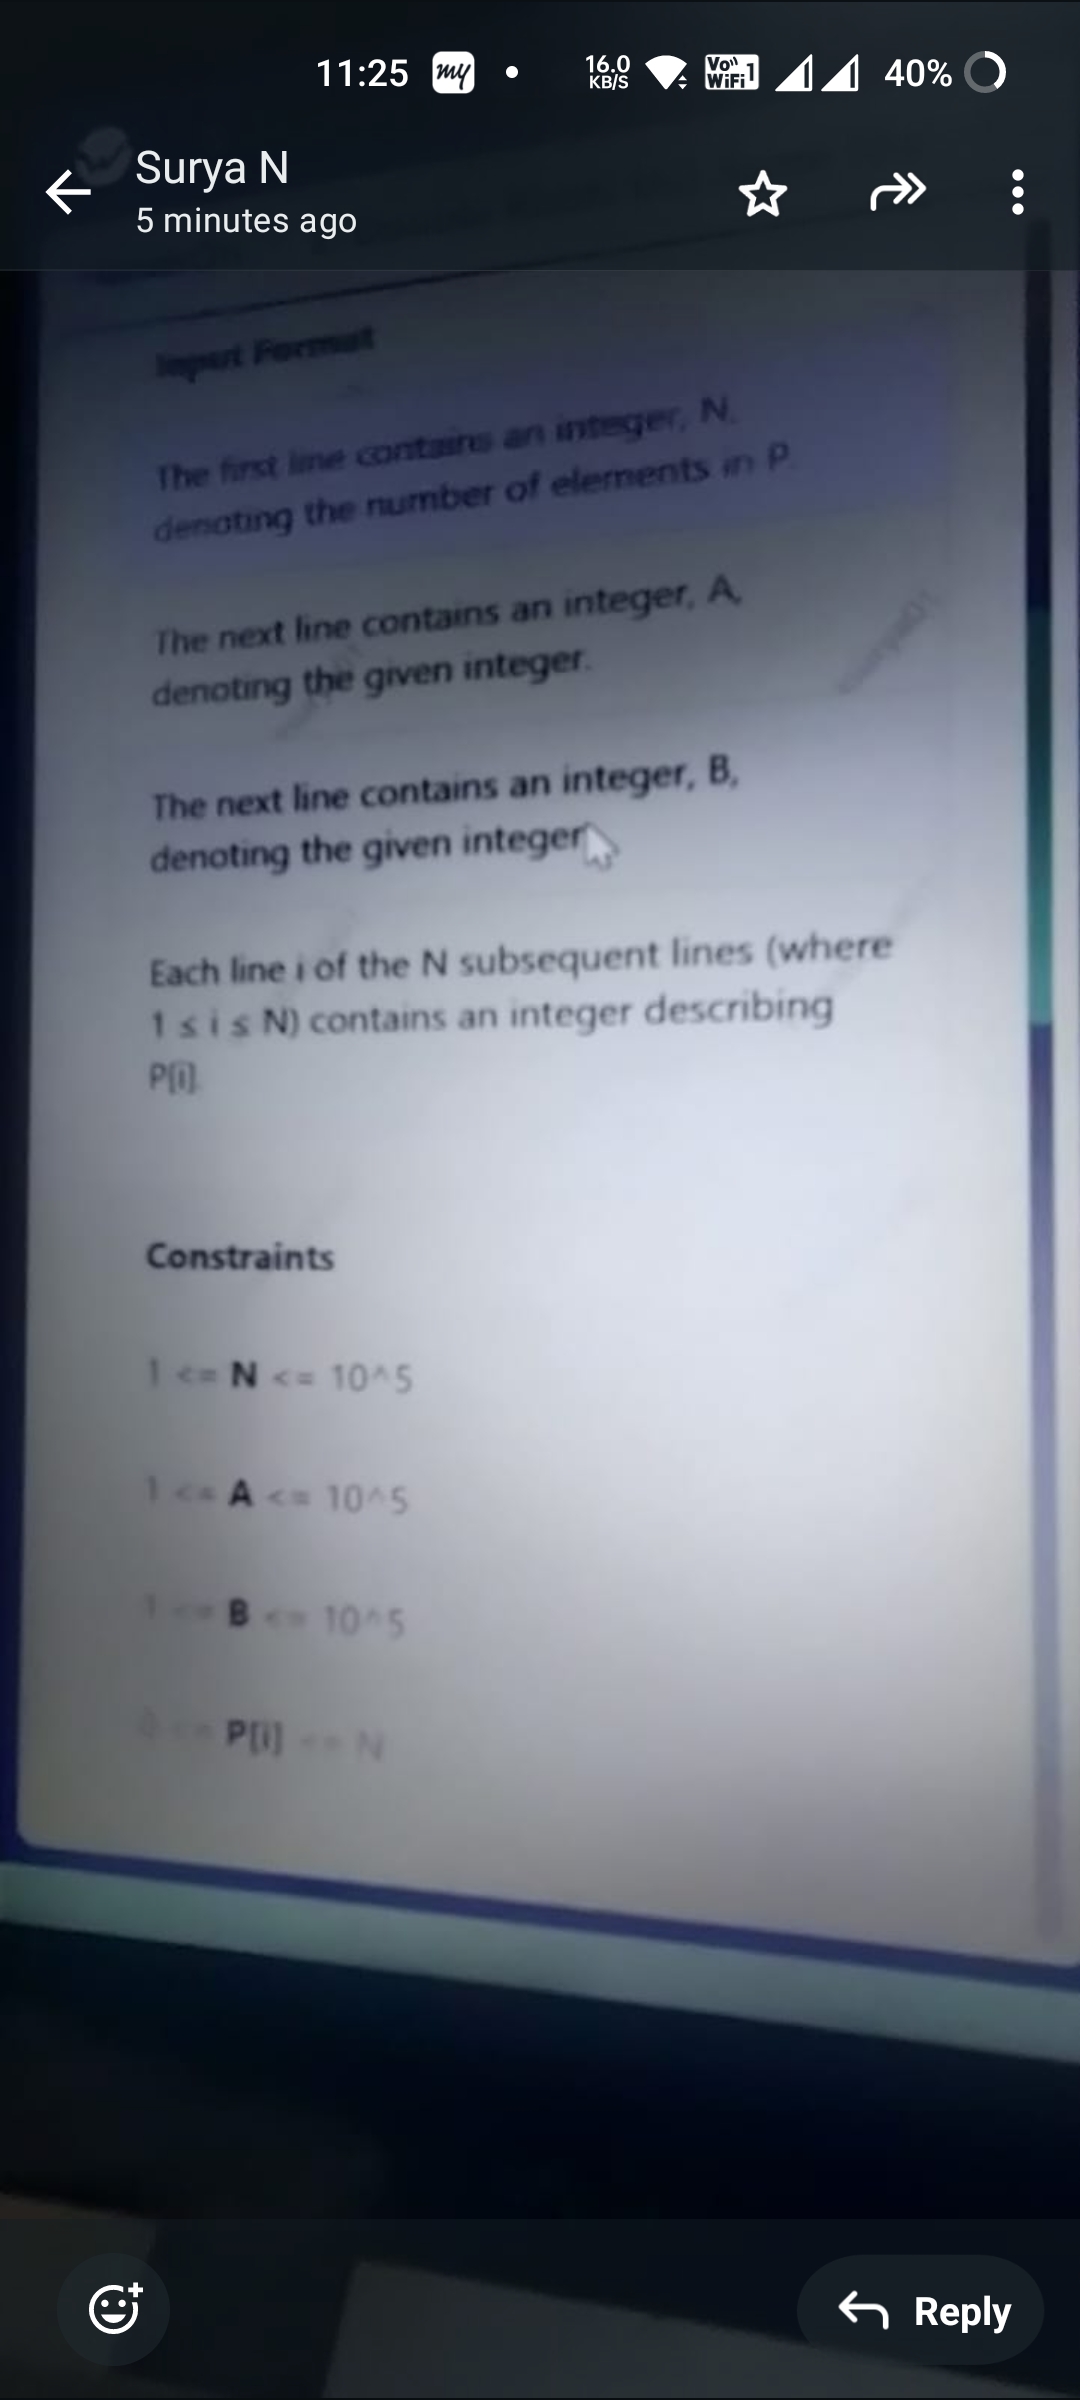 11:25 my 16.0 KB/S Vo)) WiFi 1 40%
Surya N
5 minutes ago
Input Format
The first line contains an integer, N,
denoting the number of elements in P.
The next line contains an integer, A,
denoting the given integer.
The next line contains an integer, B,
denoting the given integer
Each line i of the N subsequent lines (where
1 ≤ i ≤ N) contains an integer describing
P[i].
Constraints
1 <= N <= 10^5
1 <= A <= 10^5
1 <= B <= 10^5
0 <= P[i] <= N
Reply